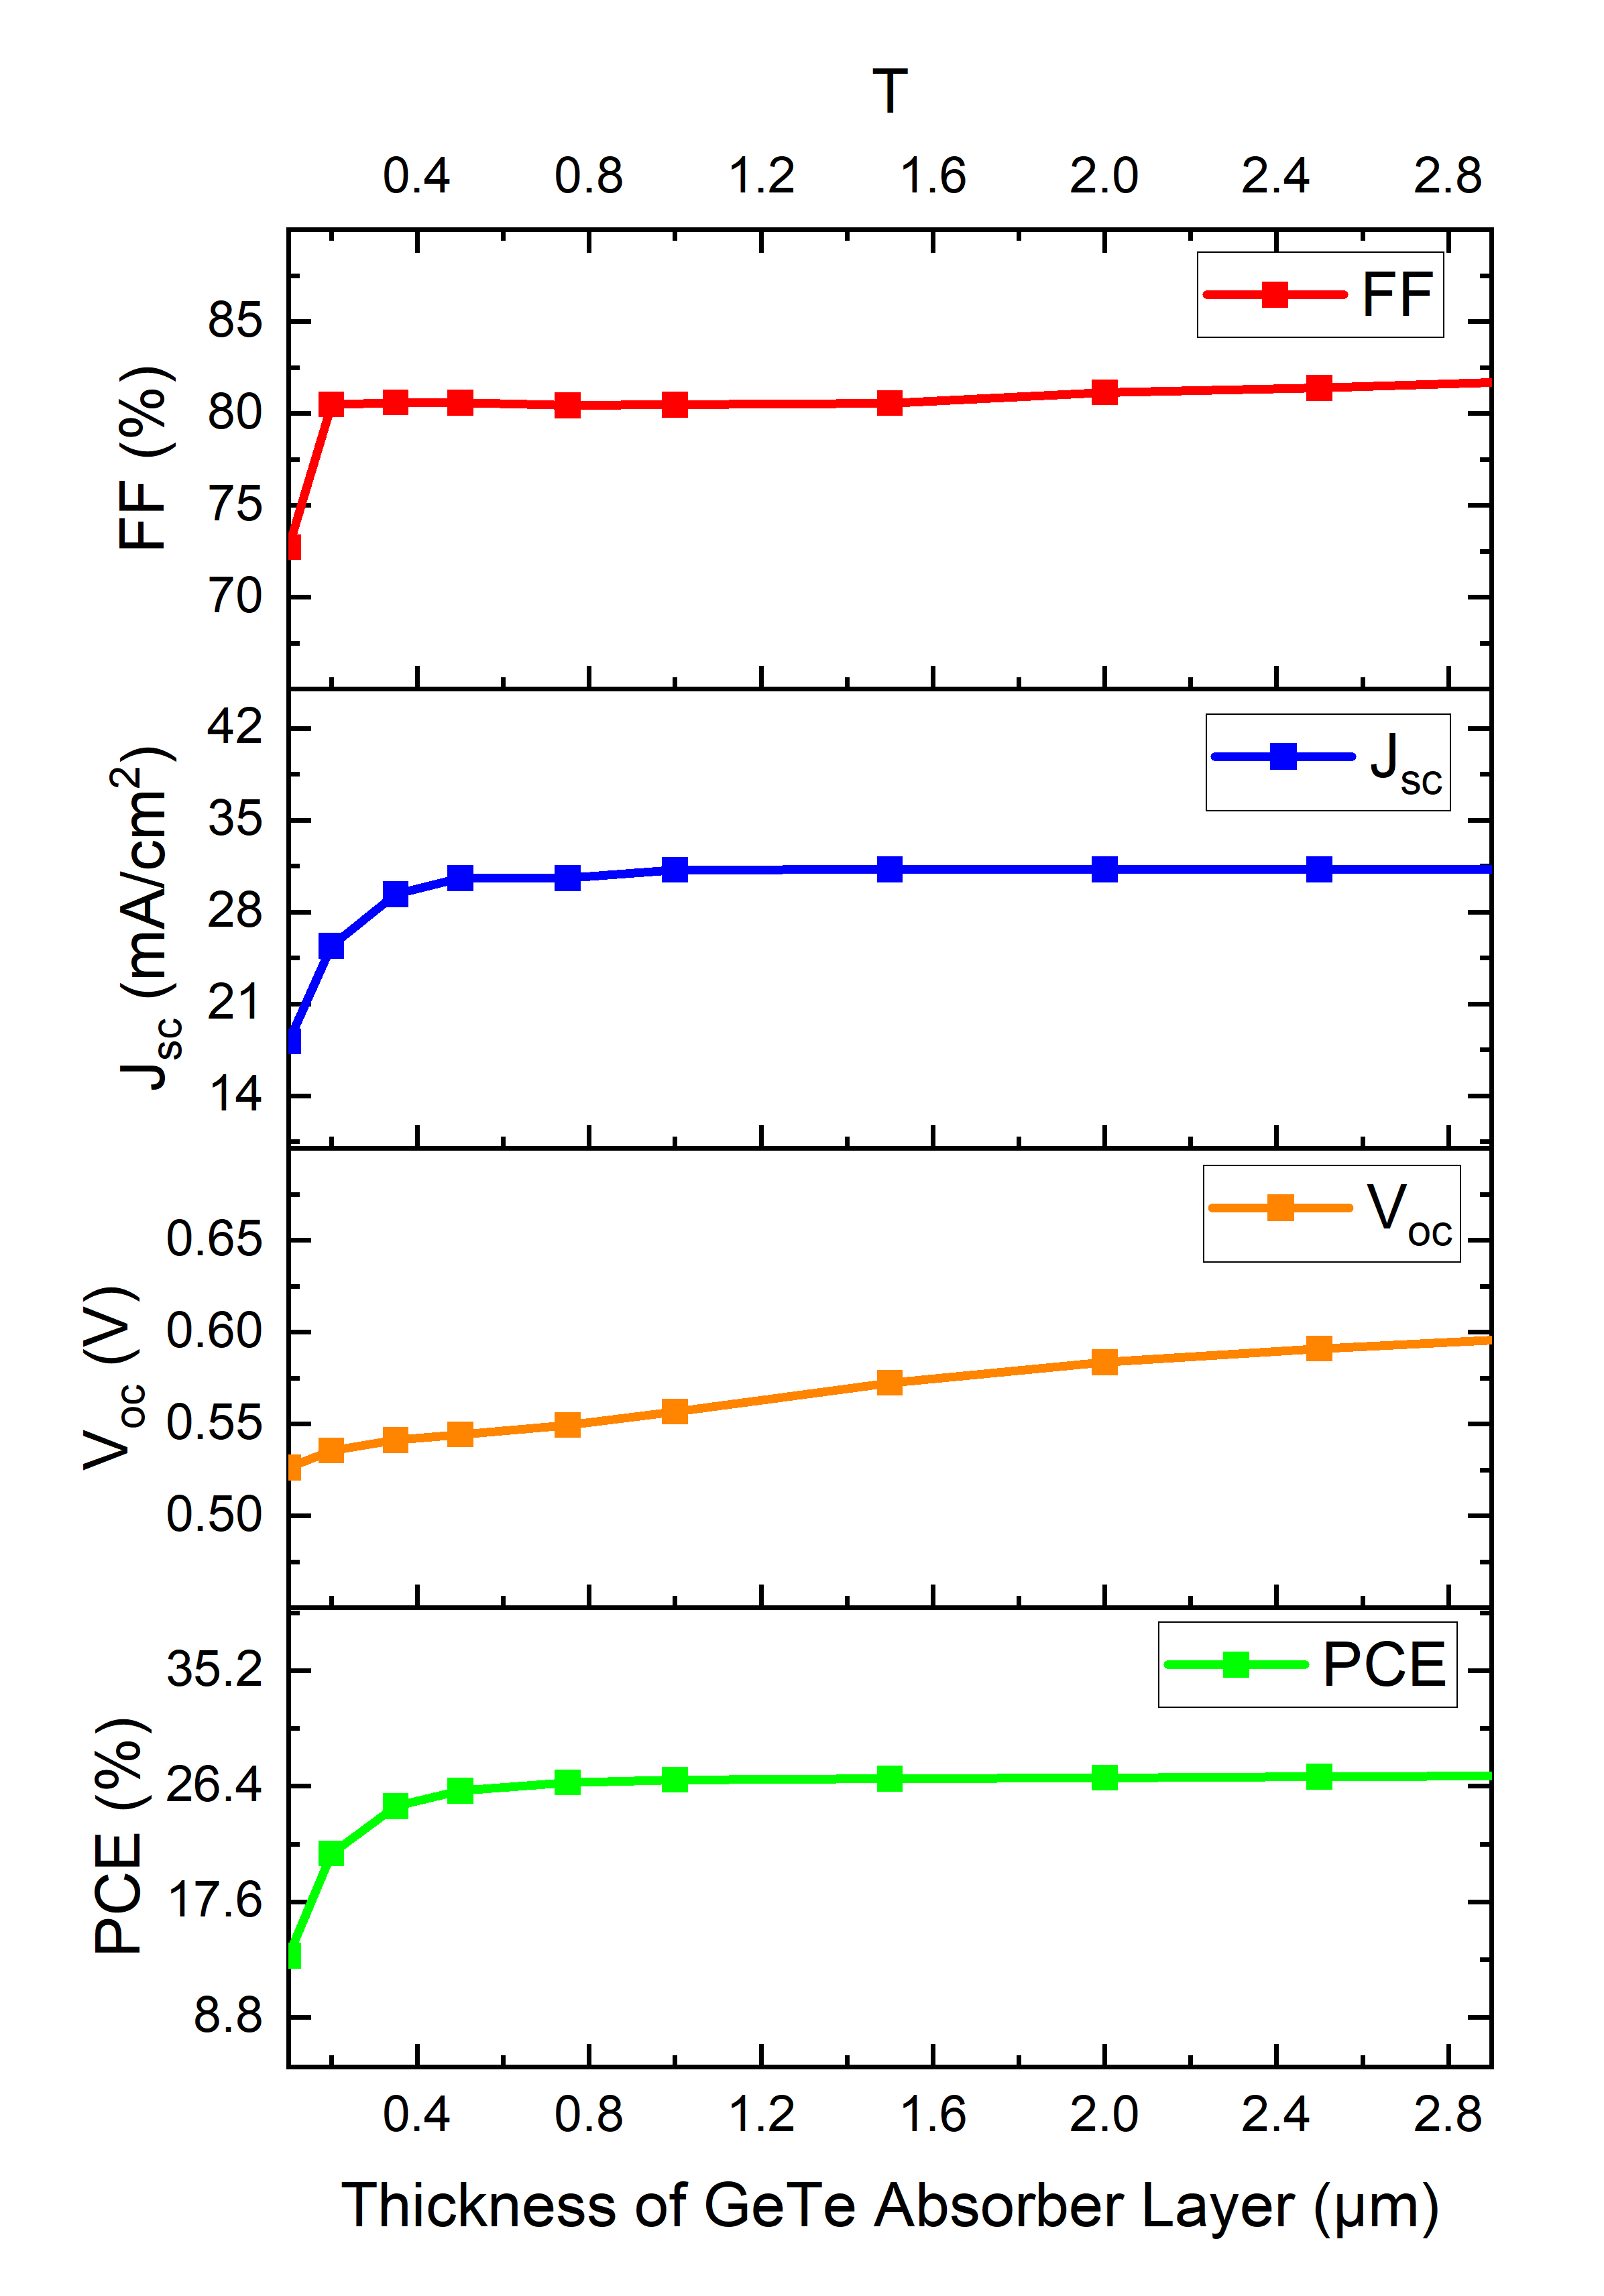 T
0.4 0.8 1.2 1.6 2.0 2.4 2.8
FF
85
80
75
70
FF (%)
Jsc
42
35
28
21
14
Jsc (mA/cm²)
Voc
0.65
0.60
0.55
0.50
Voc (V)
PCE
35.2
26.4
17.6
8.8
PCE (%)
0.4 0.8 1.2 1.6 2.0 2.4 2.8
Thickness of GeTe Absorber Layer (μm)